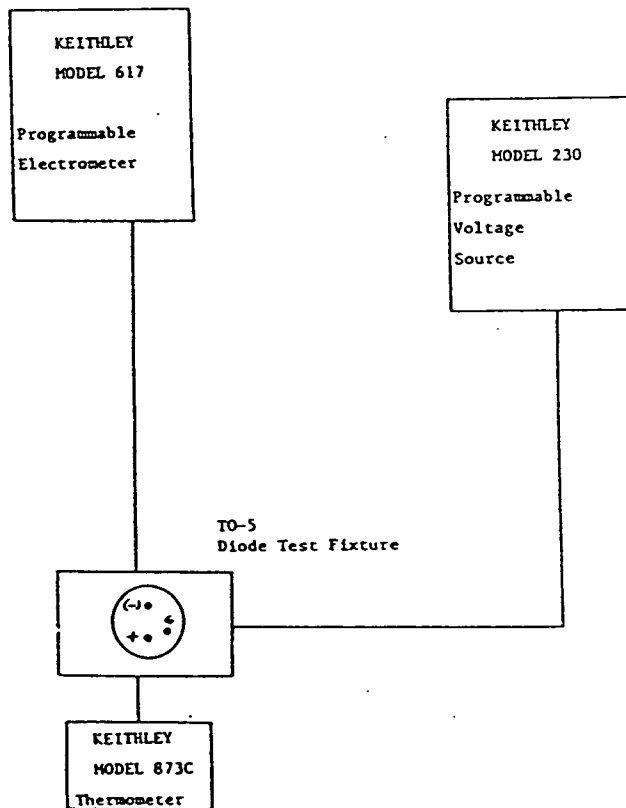 KEITHLEY
MODEL 617
Programmable
Electrometer
KEITHLEY
MODEL 230
Programmable
Voltage
Source
TO-5
Diode Test Fixture
(-)
+
KEITHLEY
MODEL 873C
Thermometer